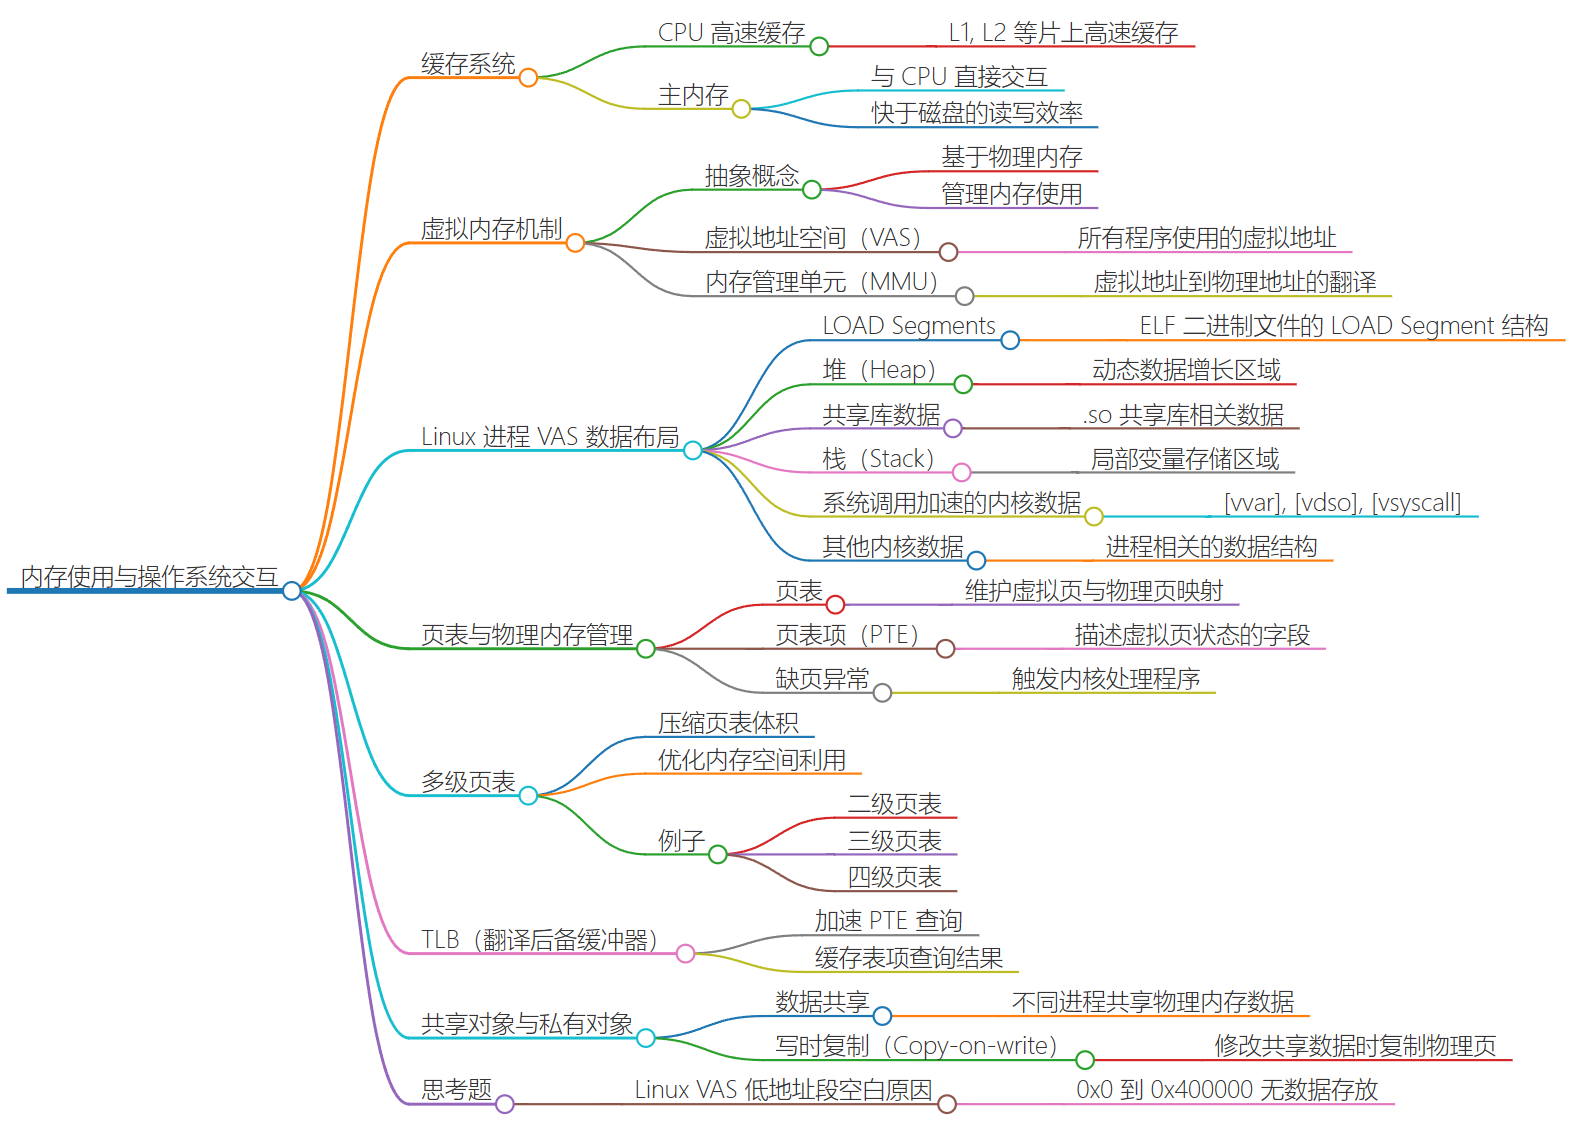 内存使用与操作系统交互
缓存系统
CPU 高速缓存
L1, L2 等片上高速缓存
主内存
与 CPU 直接交互
快于磁盘的读写效率
虚拟内存机制
抽象概念
基于物理内存
管理内存使用
虚拟地址空间（VAS）
所有程序使用的虚拟地址
内存管理单元（MMU）
虚拟地址到物理地址的翻译
Linux 进程 VAS 数据布局
LOAD Segments
ELF 二进制文件的 LOAD Segment 结构
堆（Heap）
动态数据增长区域
共享库数据
.so 共享库相关数据
栈（Stack）
局部变量存储区域
系统调用加速的内核数据
[vvar], [vdso], [vsyscall]
其他内核数据
进程相关的数据结构
页表与物理内存管理
页表
维护虚拟页与物理页映射
页表项（PTE）
描述虚拟页状态的字段
缺页异常
触发内核处理程序
多级页表
压缩页表体积
优化内存空间利用
例子
二级页表
三级页表
四级页表
TLB（翻译后备缓冲器）
加速 PTE 查询
缓存表项查询结果
共享对象与私有对象
数据共享
不同进程共享物理内存数据
写时复制（Copy-on-write）
修改共享数据时复制物理页
思考题
Linux VAS 低地址段空白原因
0x0 到 0x400000 无数据存放